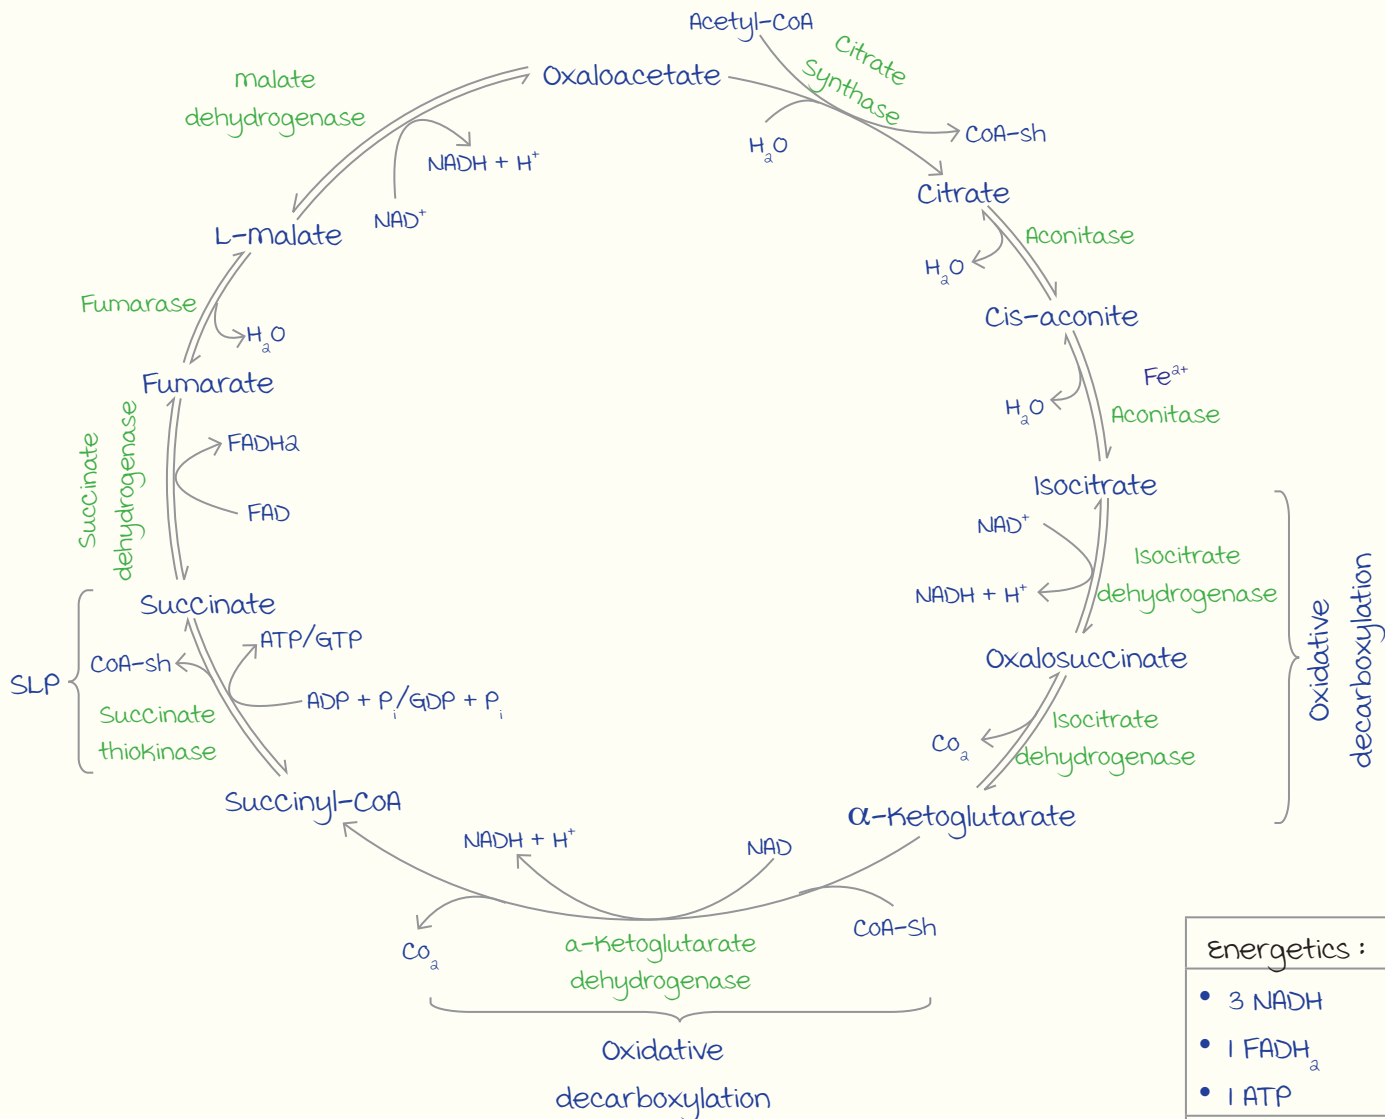 Acetyl-CoA
Citrate
Synthase
Oxaloacetate
malate
dehydrogenase
H₂O
CoA-sh
NADH + H⁺
NAD⁺
Citrate
L-malate
Aconitase
H₂O
Fumarase
H₂O
Cis-aconite
Fumarate
Fe²⁺
H₂O
Aconitase
Succinate
dehydrogenase
FADH2
FAD
Isocitrate
NAD⁺
NADH + H⁺
Isocitrate
dehydrogenase
Oxidative
decarboxylation
Succinate
ATP/GTP
CoA-sh
SLP
ADP + Pᵢ/GDP + Pᵢ
Succinate
thiokinase
Oxalosuccinate
Isocitrate
dehydrogenase
Co₂
Succinyl-CoA
α-Ketoglutarate
NADH + H⁺
NAD
CoA-Sh
Co₂
a-Ketoglutarate
dehydrogenase
Oxidative
decarboxylation
Energetics :
• 3 NADH
• 1 FADH₂
• 1 ATP